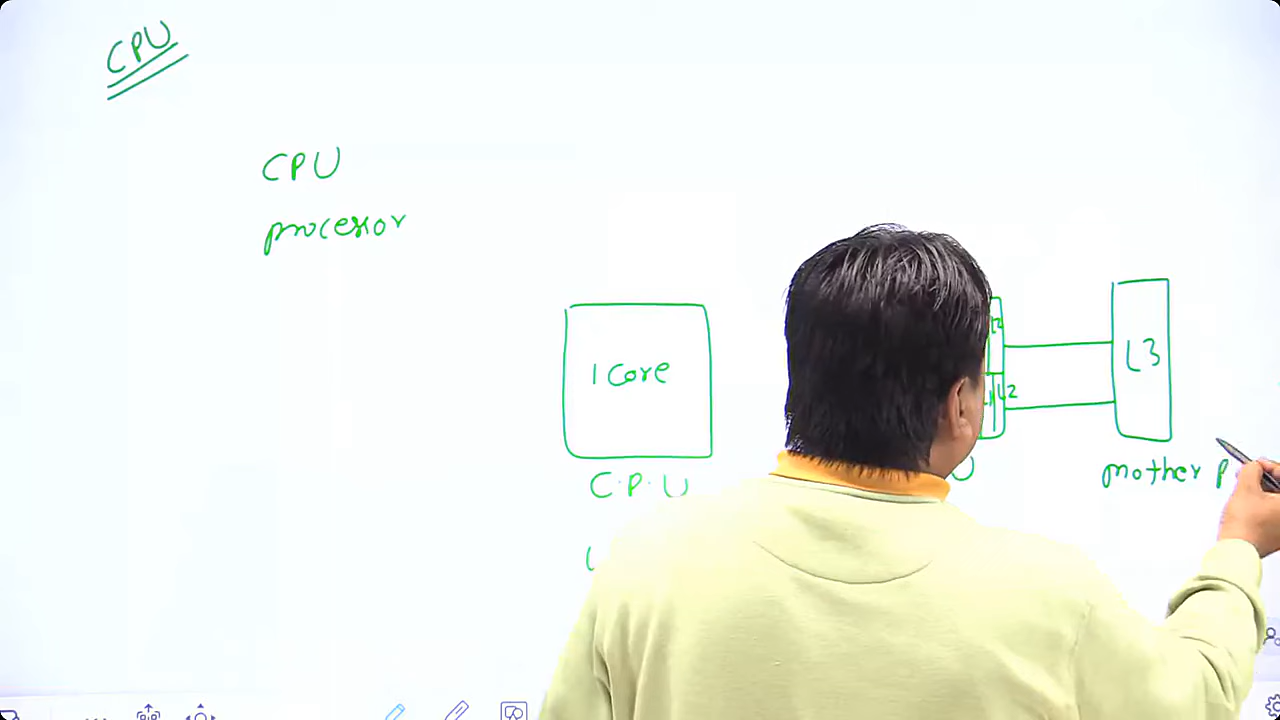 CPU
CPU
procesor
1 Core
L2
L2
L3
C.P.U
U
mother P